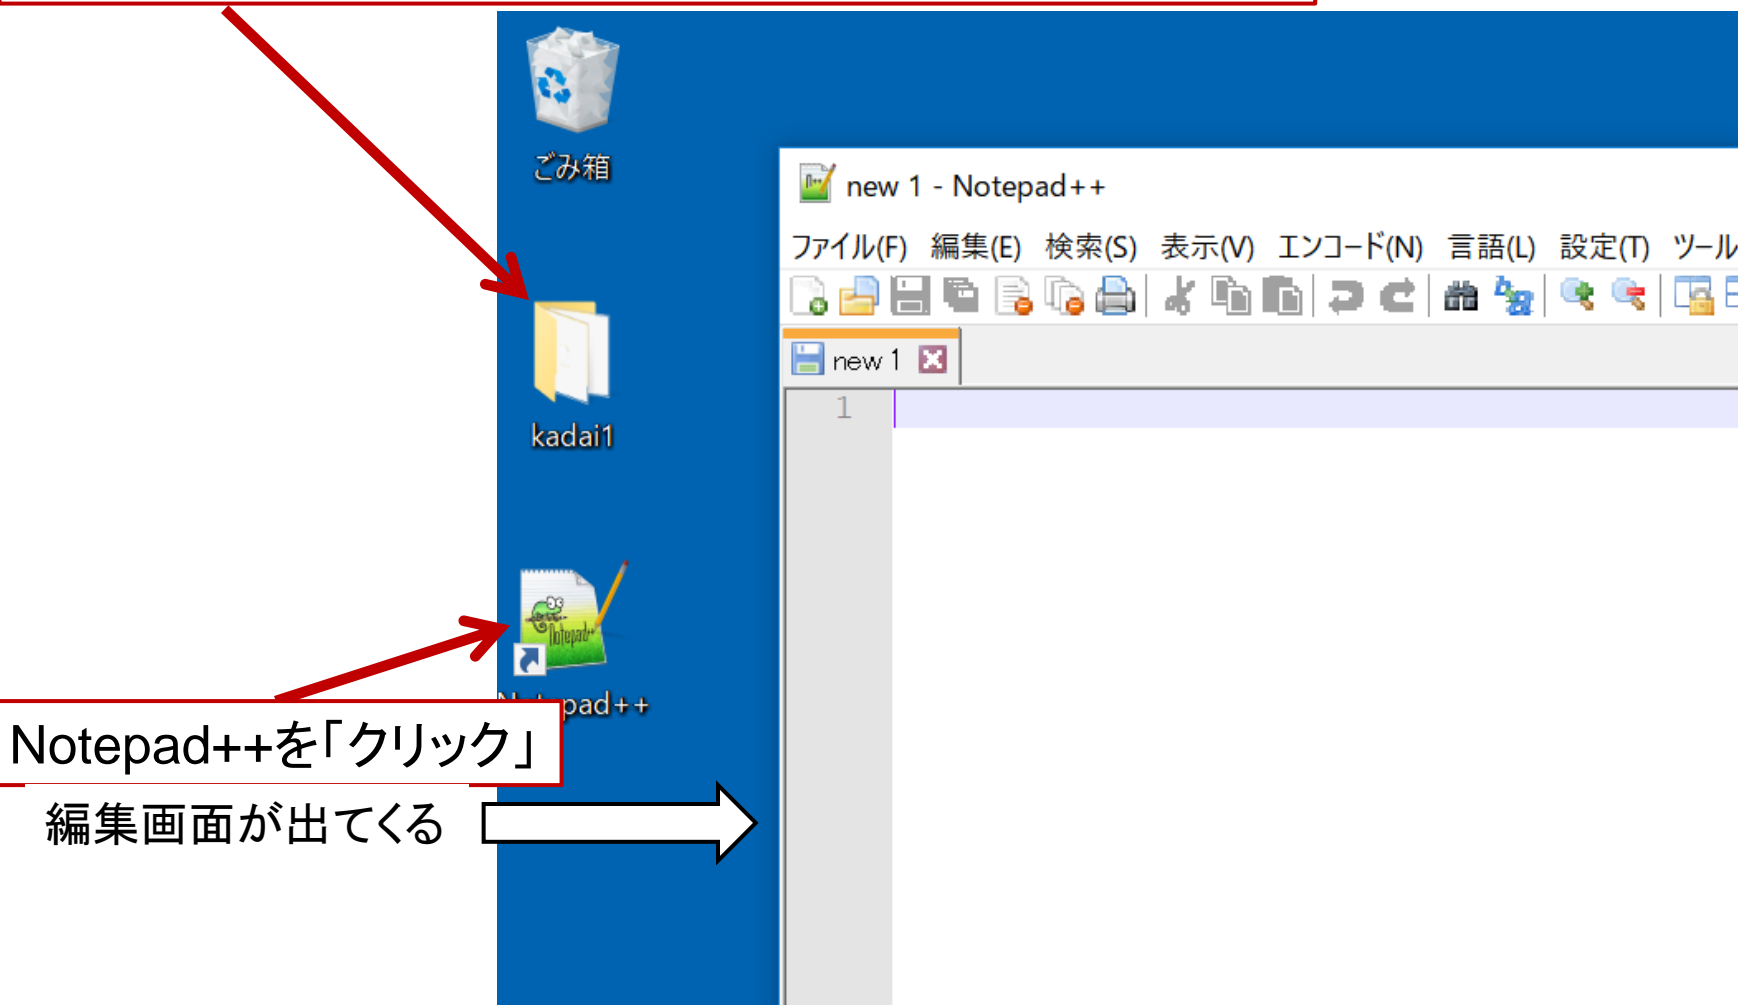 ごみ箱
new 1 - Notepad++
ファイル(F) 編集(E) 検索(S) 表示(V) エンコード(N) 言語(L) 設定(T) ツール
new 1
1
kadai1
Notepad++
pad++
Notepad++を「クリック」
編集画面が出てくる